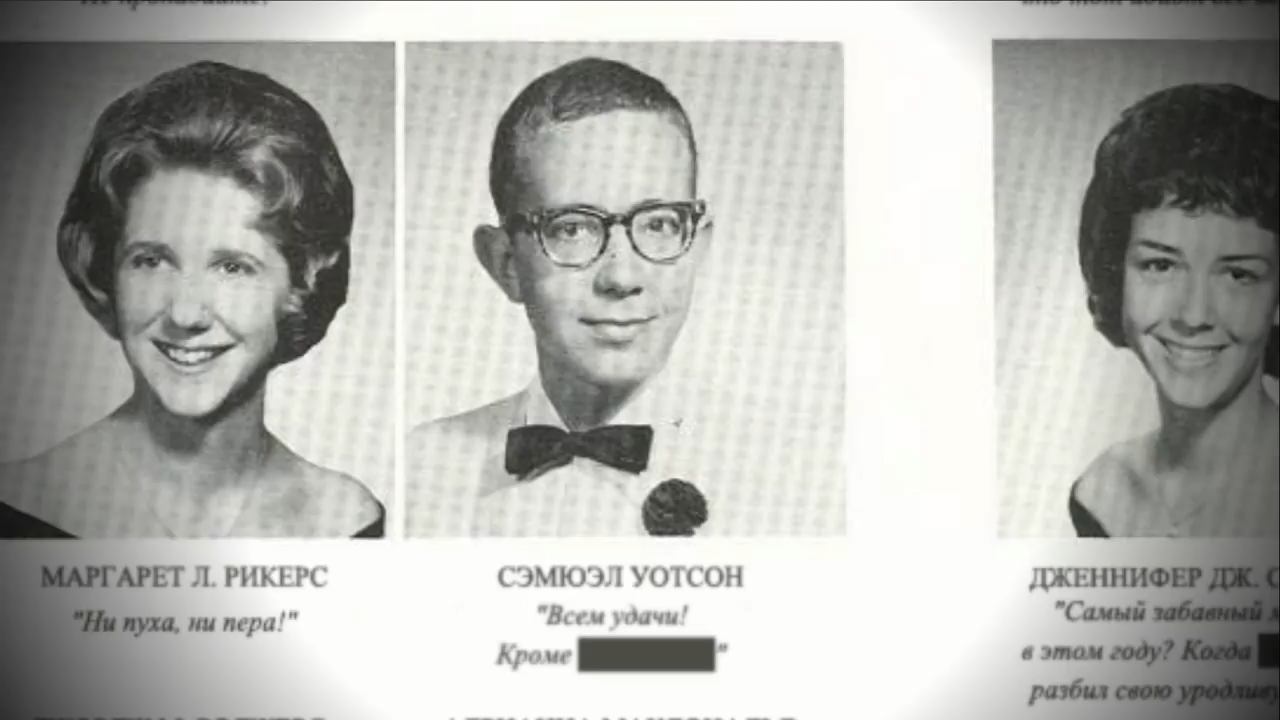 МАРГАРЕТ Л. РИКЕРС
"Ни пуха, ни пера!"
СЭМЮЭЛ УОТСОН
"Всем удачи!
Кроме "
ДЖЕННИФЕР ДЖ.
"Самый забавный
в этом году? Когда
разбил свою